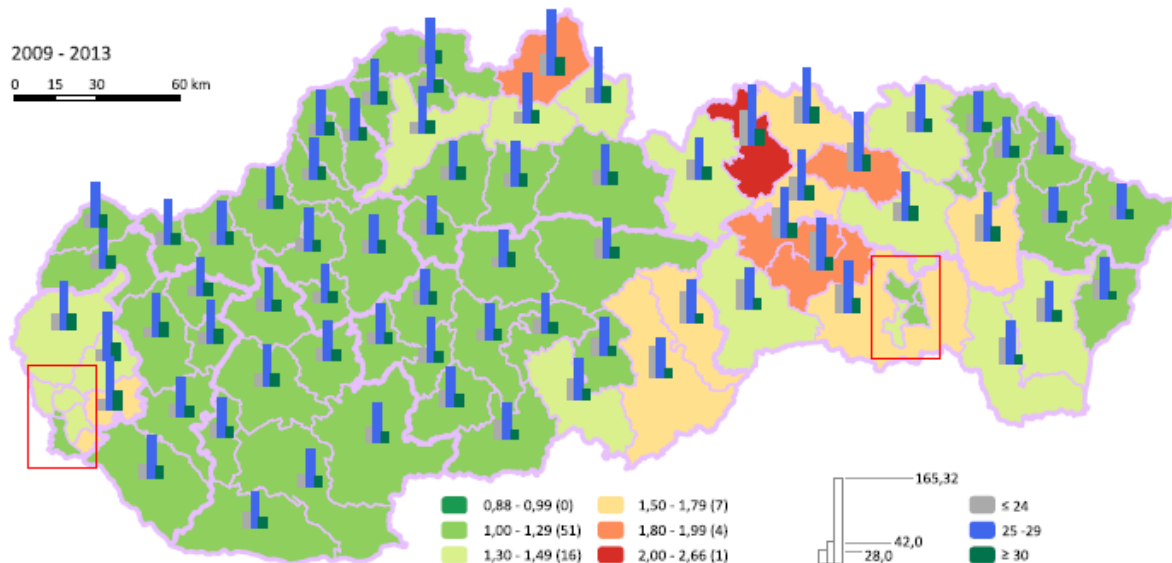 2009 - 2013
0 15 30 60 km
0,88 - 0,99 (0)
1,00 - 1,29 (51)
1,30 - 1,49 (16)
1,50 - 1,79 (7)
1,80 - 1,99 (4)
2,00 - 2,66 (1)
165,32
42,0
28,0
≤ 24
25 -29
≥ 30